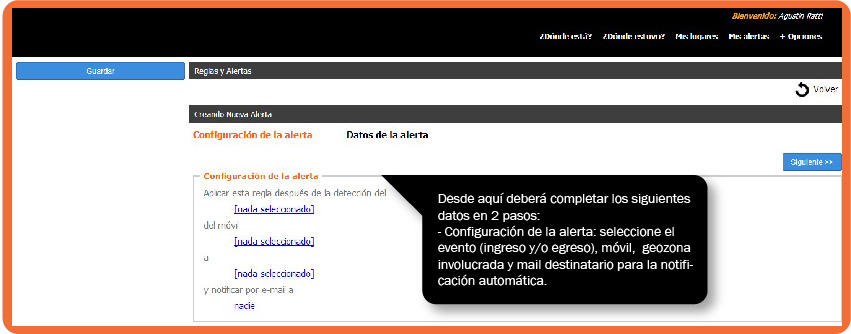 Bienvenido: Agustin Ratti
¿Dónde está? ¿Dónde estuvo? Mis lugares Mis alertas + Opciones
Guardar
Reglas y Alertas
Volver
Creando Nueva Alerta
Configuración de la alerta Datos de la alerta
Siguiente >>
Configuración de la alerta
Aplicar esta regla después de la detección del
[nada seleccionado]
del móvil
[nada seleccionado]
a
[nada seleccionado]
y notificar por e-mail a
nadie
Desde aquí deberá completar los siguientes
datos en 2 pasos:
- Configuración de la alerta: seleccione el
evento (ingreso y/o egreso), móvil, geozona
involucrada y mail destinatario para la notifi-
cación automática.